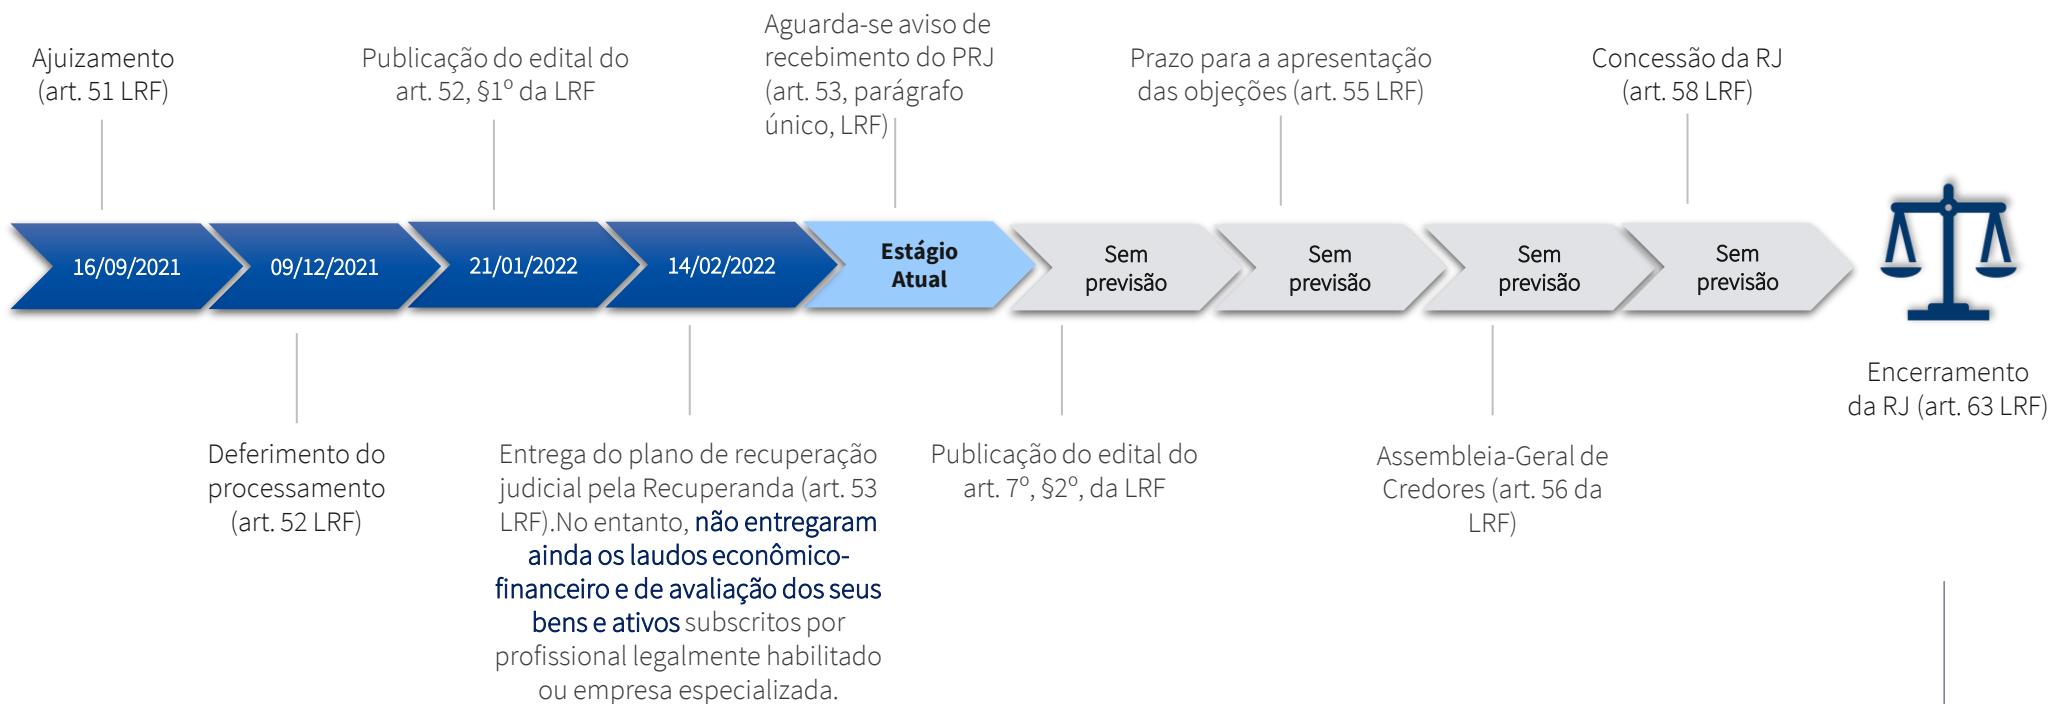 Ajuizamento
(art. 51 LRF)
Publicação do edital do
art. 52, §1º da LRF
Aguarda-se aviso de
recebimento do PRJ
(art. 53, parágrafo
único, LRF)
Prazo para a apresentação
das objeções (art. 55 LRF)
Concessão da RJ
(art. 58 LRF)
16/09/2021
09/12/2021
21/01/2022
14/02/2022
Estágio
Atual
Sem
previsão
Sem
previsão
Sem
previsão
Sem
previsão
Encerramento
da RJ (art. 63 LRF)
Deferimento do
processamento
(art. 52 LRF)
Entrega do plano de recuperação
judicial pela Recuperanda (art. 53
LRF).No entanto, não entregaram
ainda os laudos econômico-
financeiro e de avaliação dos seus
bens e ativos subscritos por
profissional legalmente habilitado
ou empresa especializada.
Publicação do edital do
art. 7º, §2º, da LRF
Assembleia-Geral de
Credores (art. 56 da
LRF)